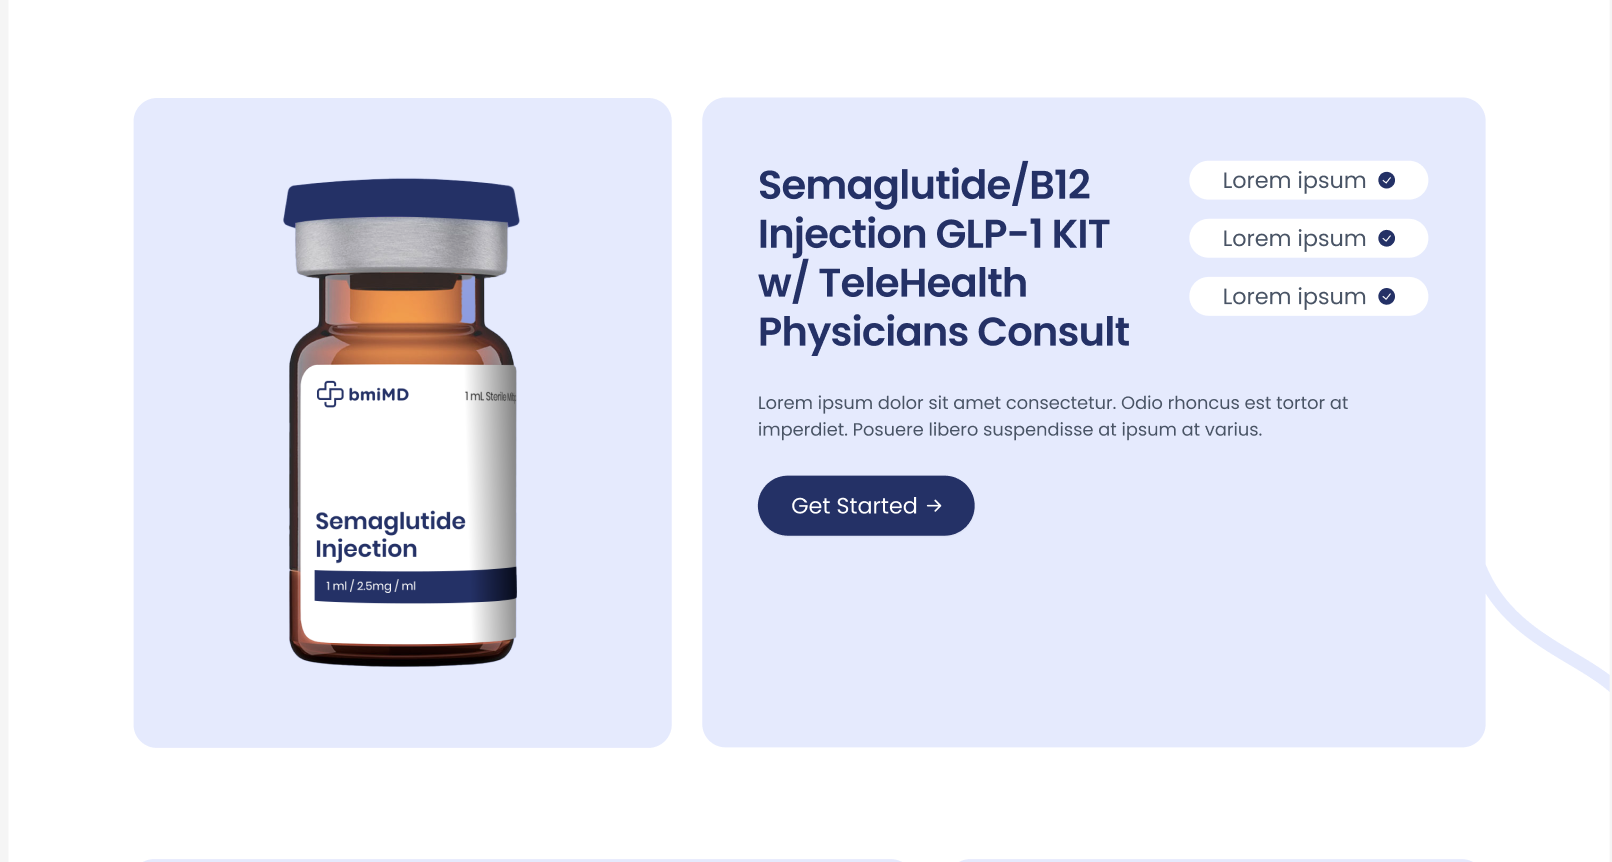 bmiMD
1 mL Sterile
Semaglutide
Injection
1 ml / 2.5mg / ml
Semaglutide/B12
Injection GLP-1 KIT
w/ TeleHealth
Physicians Consult
Lorem ipsum
Lorem ipsum
Lorem ipsum
Lorem ipsum dolor sit amet consectetur. Odio rhoncus est tortor at
imperdiet. Posuere libero suspendisse at ipsum at varius.
Get Started →